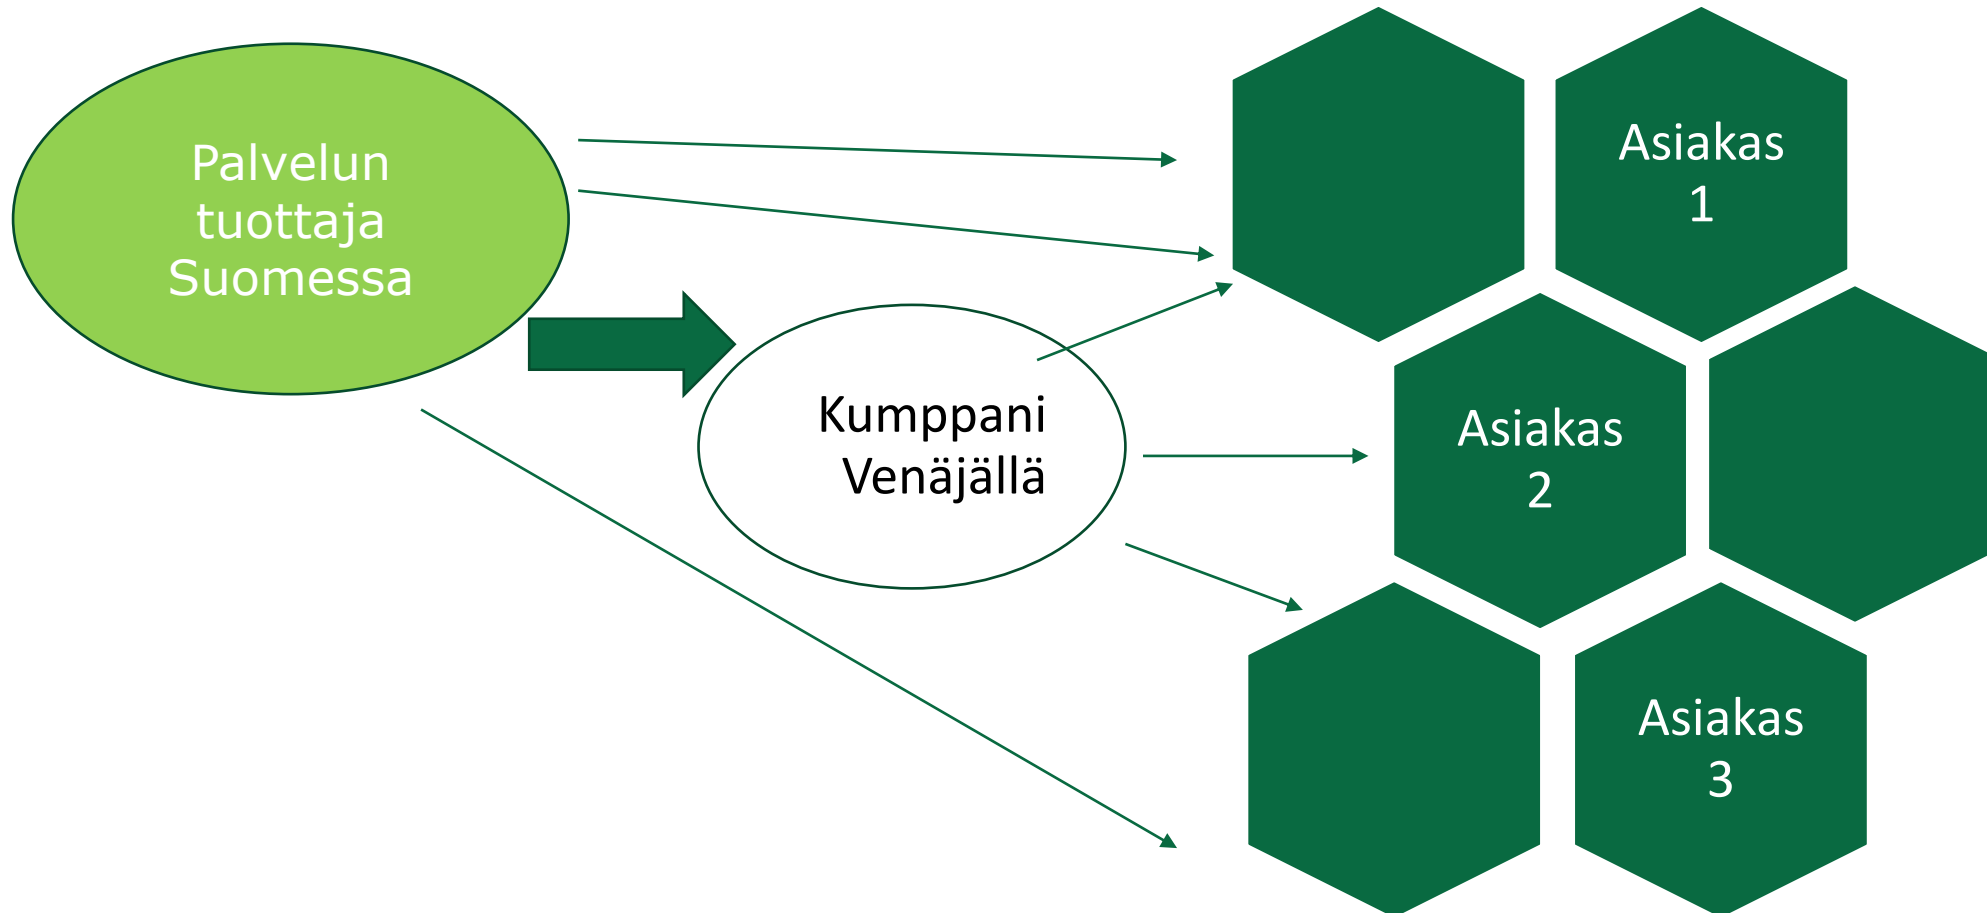 Palvelun
tuottaja
Suomessa
Kumppani
Venäjällä
Asiakas
1
Asiakas
2
Asiakas
3